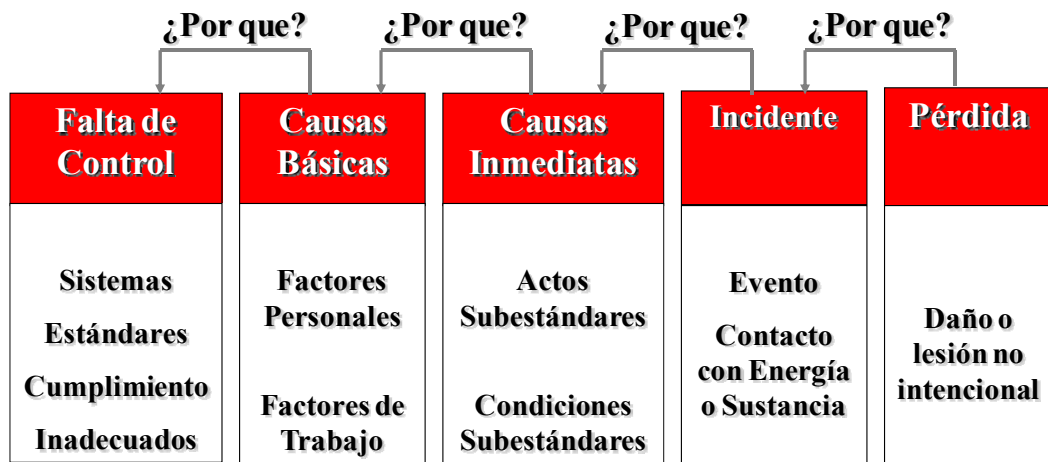 ¿Por que?
¿Por que?
¿Por que?
¿Por que?
Falta de
Control
Sistemas
Estándares
Cumplimiento
Inadecuados
Causas
Básicas
Factores
Personales
Factores de
Trabajo
Causas
Inmediatas
Actos
Subestándares
Condiciones
Subestándares
Incidente
Evento
Contacto
con Energía
o Sustancia
Pérdida
Daño o
lesión no
intencional